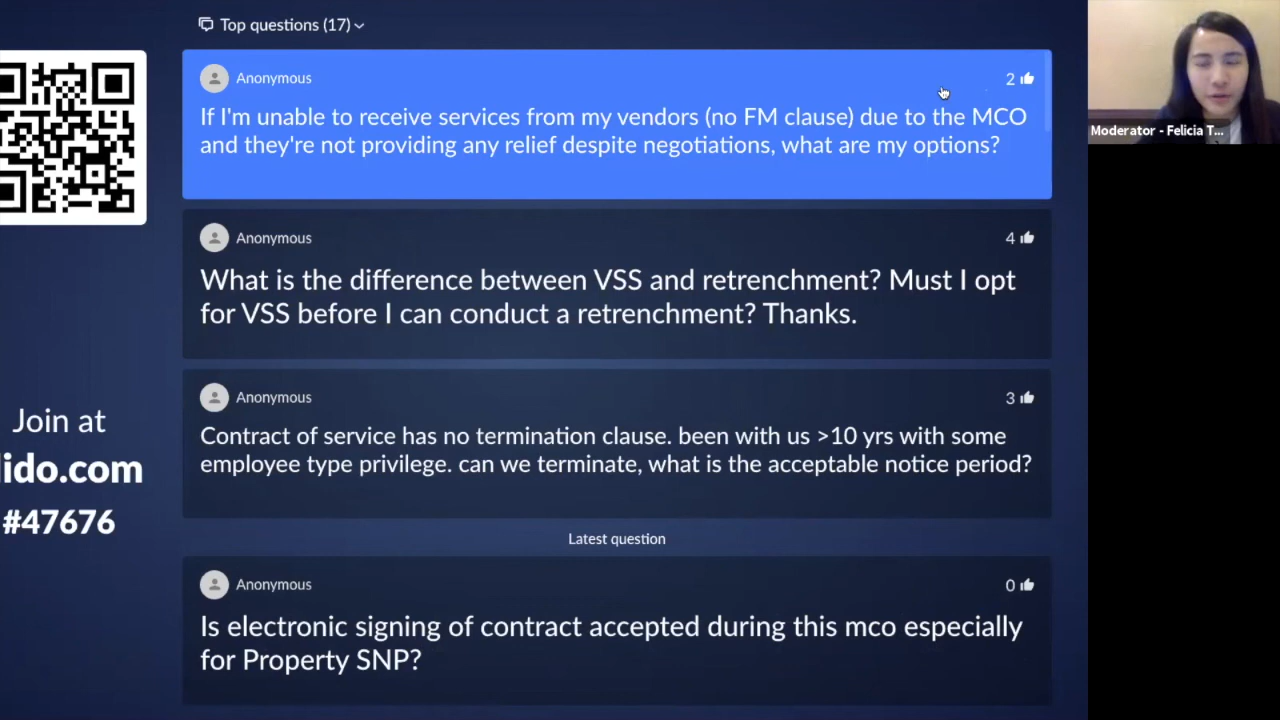 Top questions (17)
Anonymous
2
If I'm unable to receive services from my vendors (no FM clause) due to the MCO
and they're not providing any relief despite negotiations, what are my options?
Anonymous
4
What is the difference between VSS and retrenchment? Must I opt
for VSS before I can conduct a retrenchment? Thanks.
Anonymous
3
Contract of service has no termination clause. been with us >10 yrs with some
employee type privilege. can we terminate, what is the acceptable notice period?
Latest question
Anonymous
0
Is electronic signing of contract accepted during this mco especially
for Property SNP?
Join at
lido.com
#47676
Moderator - Felicia T...